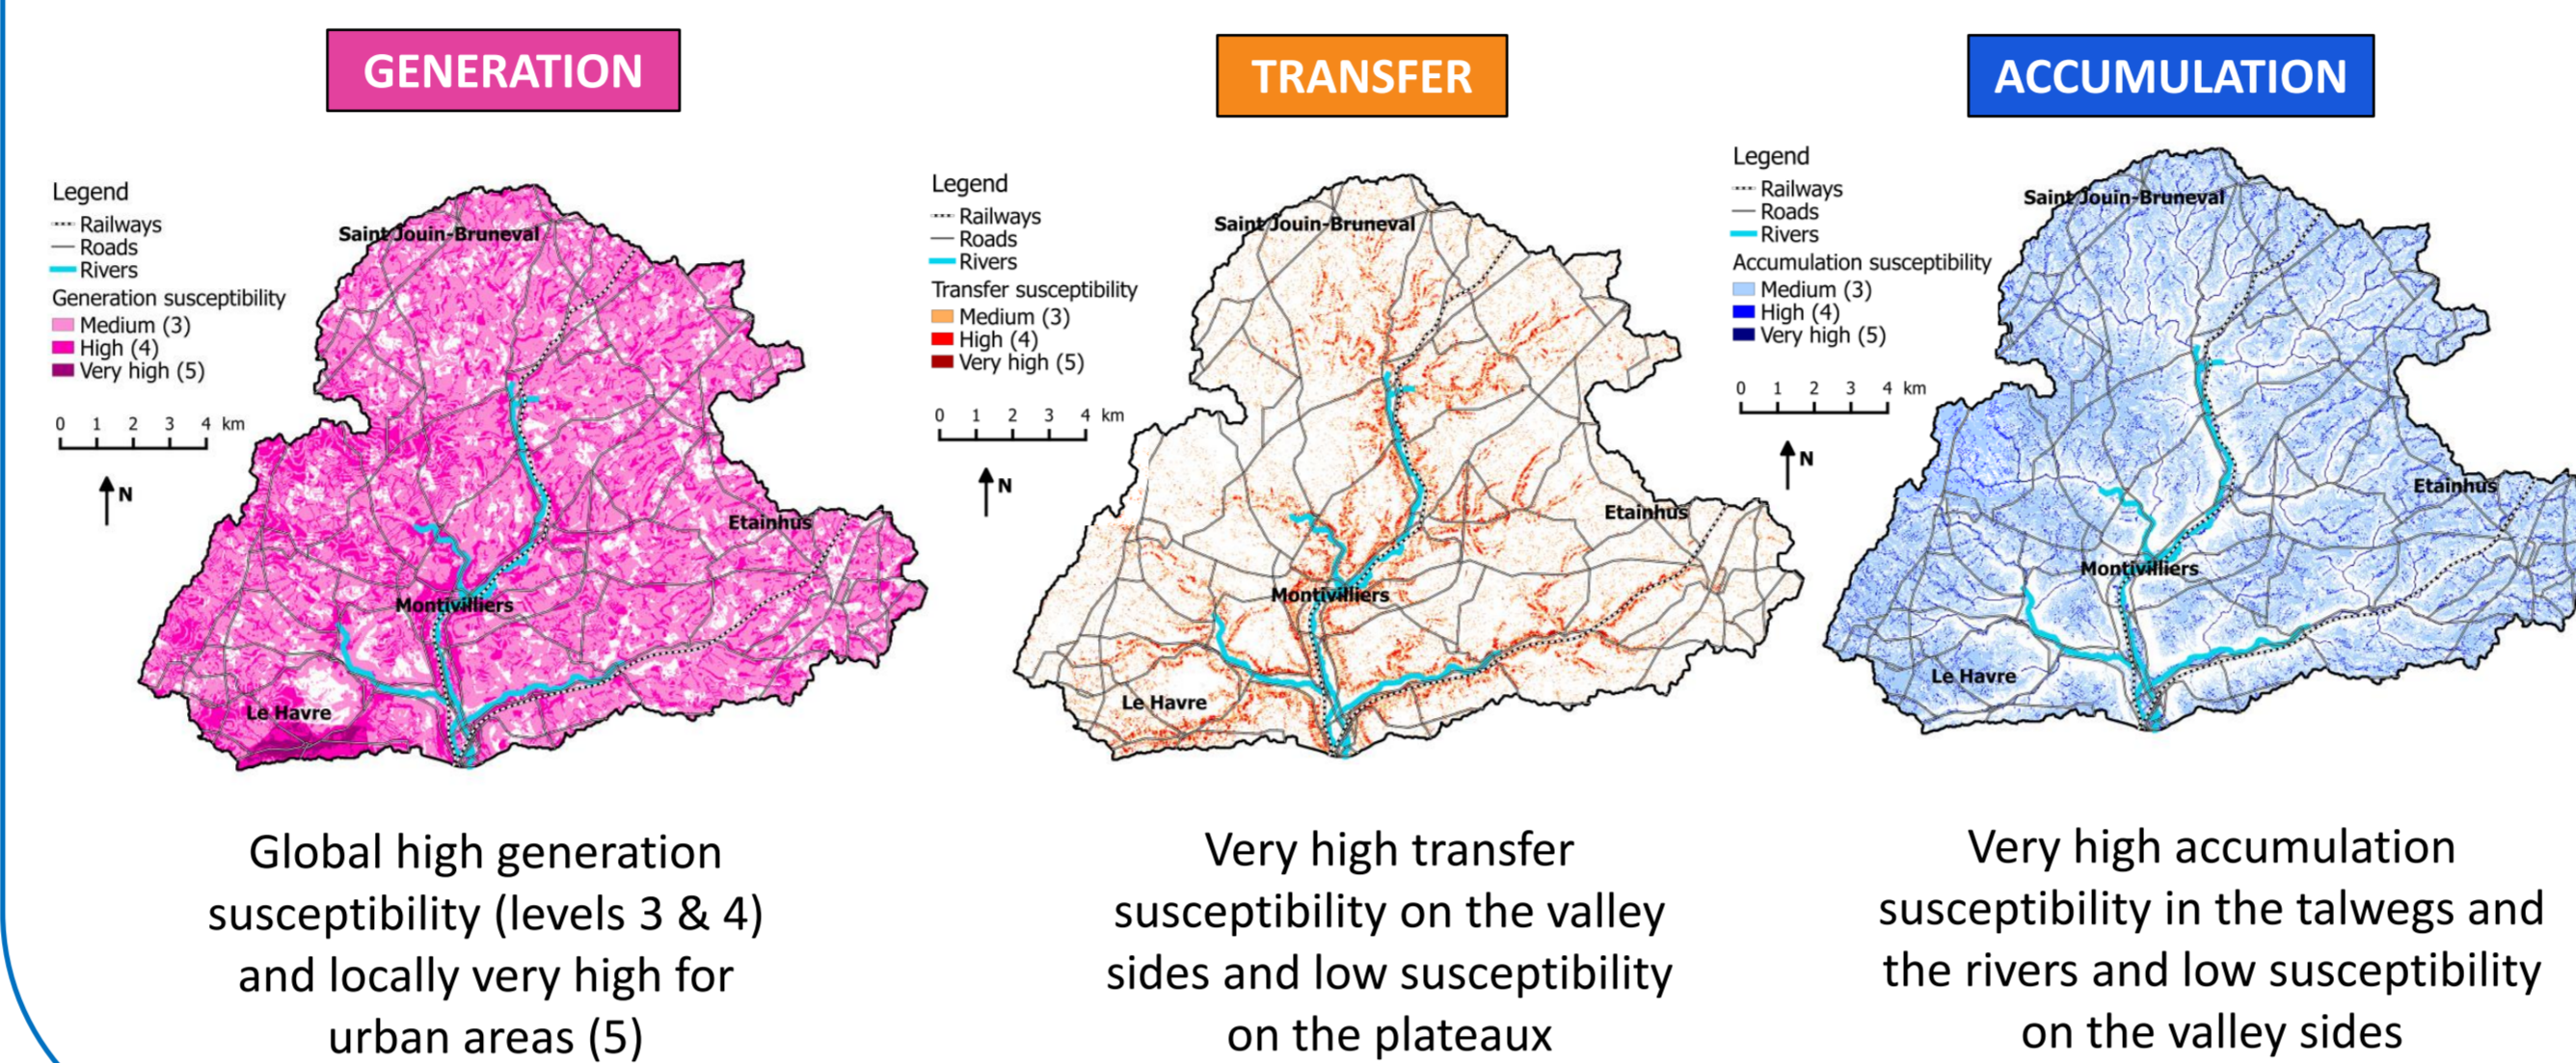 GENERATION
Legend
Railways
Roads
Rivers
Generation susceptibility
Medium (3)
High (4)
Very high (5)
0 1 2 3 4 km
N
Saint Jouin-Bruneval
Etainhus
Montivilliers
Le Havre
Global high generation
susceptibility (levels 3 & 4)
and locally very high for
urban areas (5)
TRANSFER
Legend
Railways
Roads
Rivers
Transfer susceptibility
Medium (3)
High (4)
Very high (5)
0 1 2 3 4 km
N
Saint Jouin-Bruneval
Etainhus
Montivilliers
Le Havre
Very high transfer
susceptibility on the valley
sides and low susceptibility
on the plateaux
ACCUMULATION
Legend
Railways
Roads
Rivers
Accumulation susceptibility
Medium (3)
High (4)
Very high (5)
0 1 2 3 4 km
N
Saint Jouin-Bruneval
Etainhus
Montivilliers
Le Havre
Very high accumulation
susceptibility in the talwegs and
the rivers and low susceptibility
on the valley sides